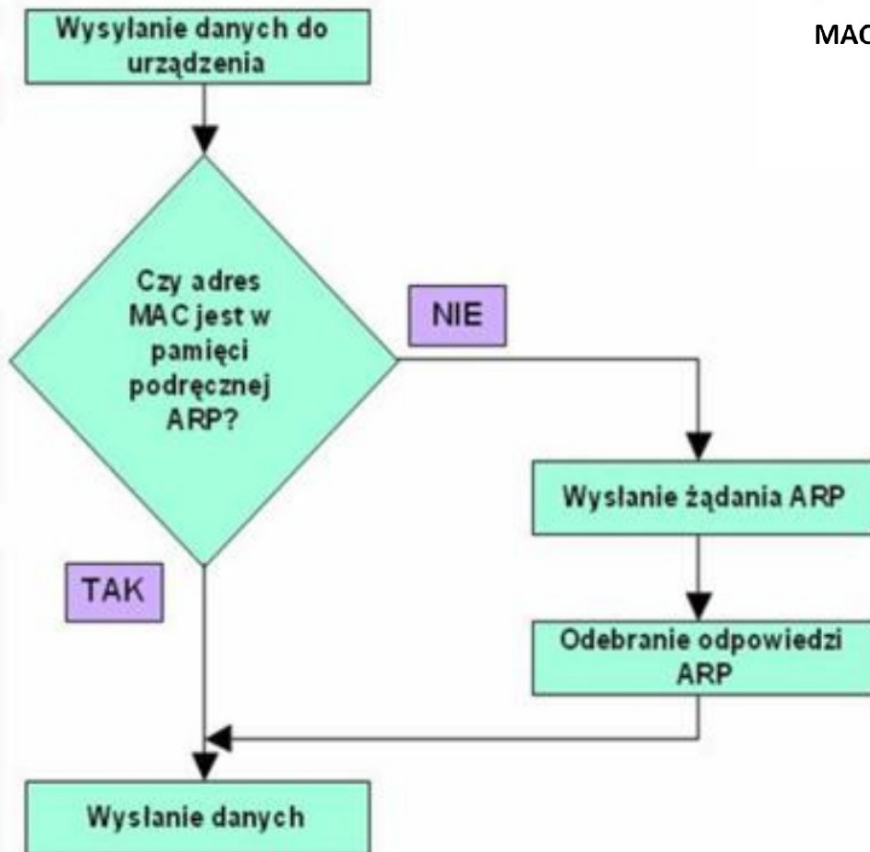 Wysyłanie danych do
urządzenia
MAC
Czy adres
MAC jest w
pamięci
podręcznej
ARP?
NIE
Wysłanie żądania ARP
TAK
Odebranie odpowiedzi
ARP
Wysłanie danych